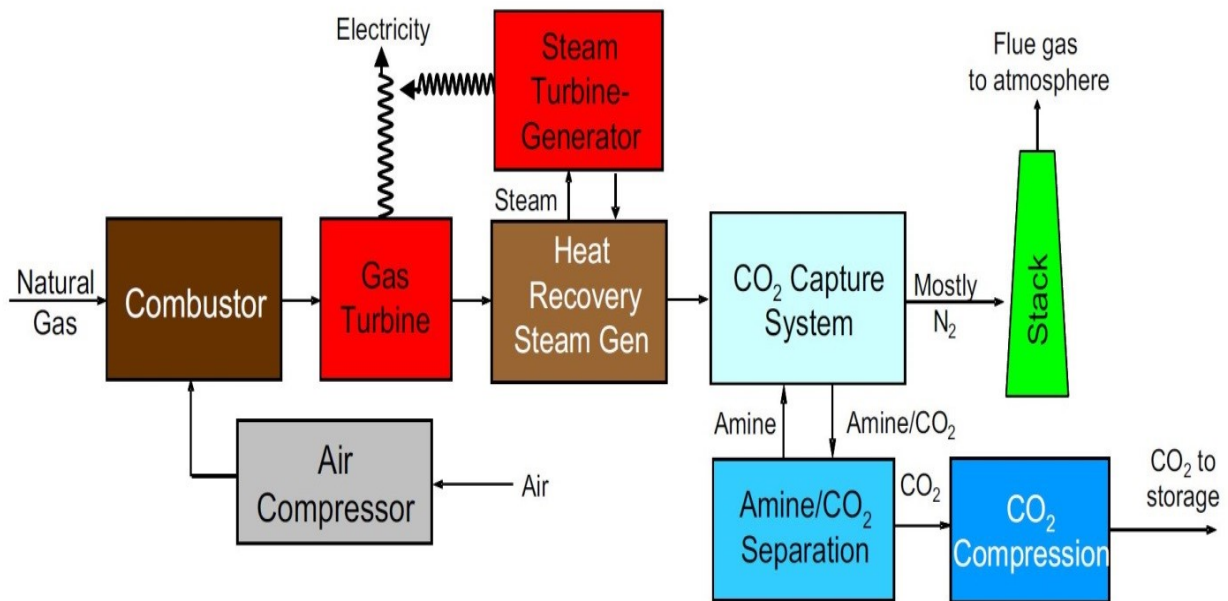 Electricity
Steam
Turbine-
Generator
Flue gas
to atmosphere
Steam
Natural
Gas
Combustor
Gas
Turbine
Heat
Recovery
Steam Gen
CO₂ Capture
System
Mostly
N₂
Stack
Air
Compressor
Air
Amine
Amine/CO₂
Amine/CO₂
Separation
CO₂
CO₂
Compression
CO₂ to
storage